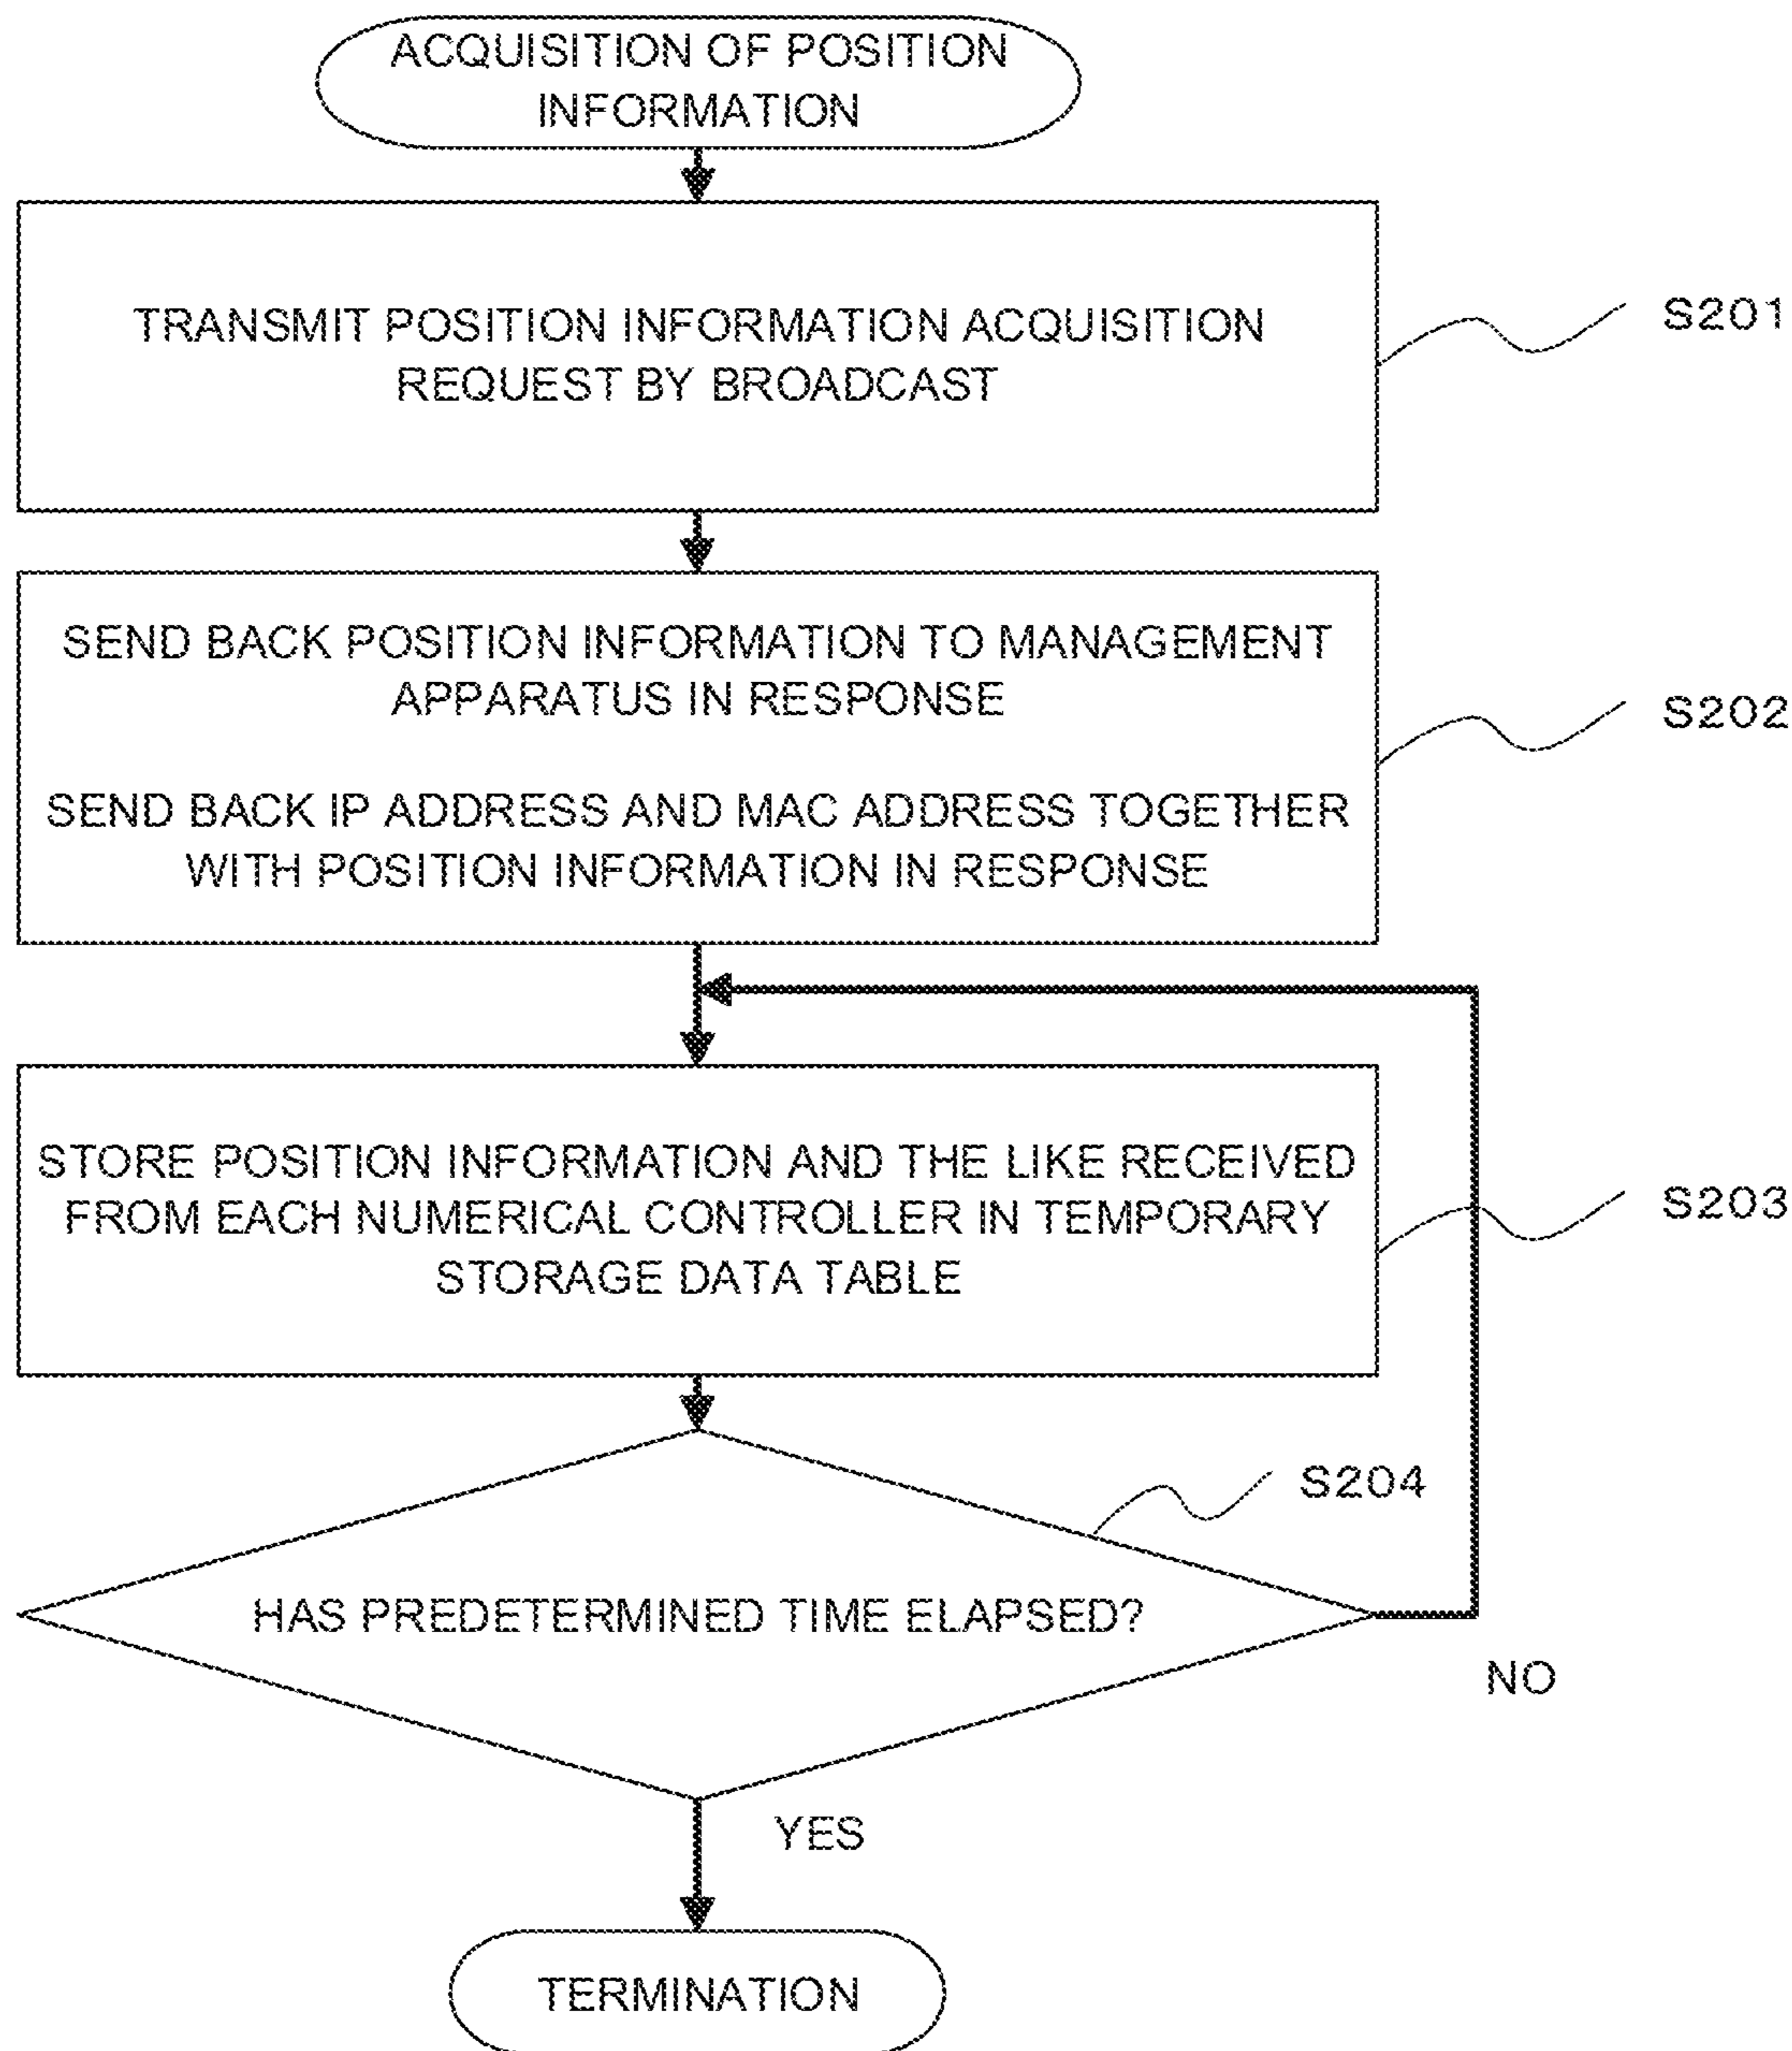 ACQUISITION OF POSITION
INFORMATION
TRANSMIT POSITION INFORMATION ACQUISITION
REQUEST BY BROADCAST
S201
SEND BACK POSITION INFORMATION TO MANAGEMENT
APPARATUS IN RESPONSE
SEND BACK IP ADDRESS AND MAC ADDRESS TOGETHER
WITH POSITION INFORMATION IN RESPONSE
S202
STORE POSITION INFORMATION AND THE LIKE RECEIVED
FROM EACH NUMERICAL CONTROLLER IN TEMPORARY
STORAGE DATA TABLE
S203
S204
HAS PREDETERMINED TIME ELAPSED?
NO
YES
TERMINATION